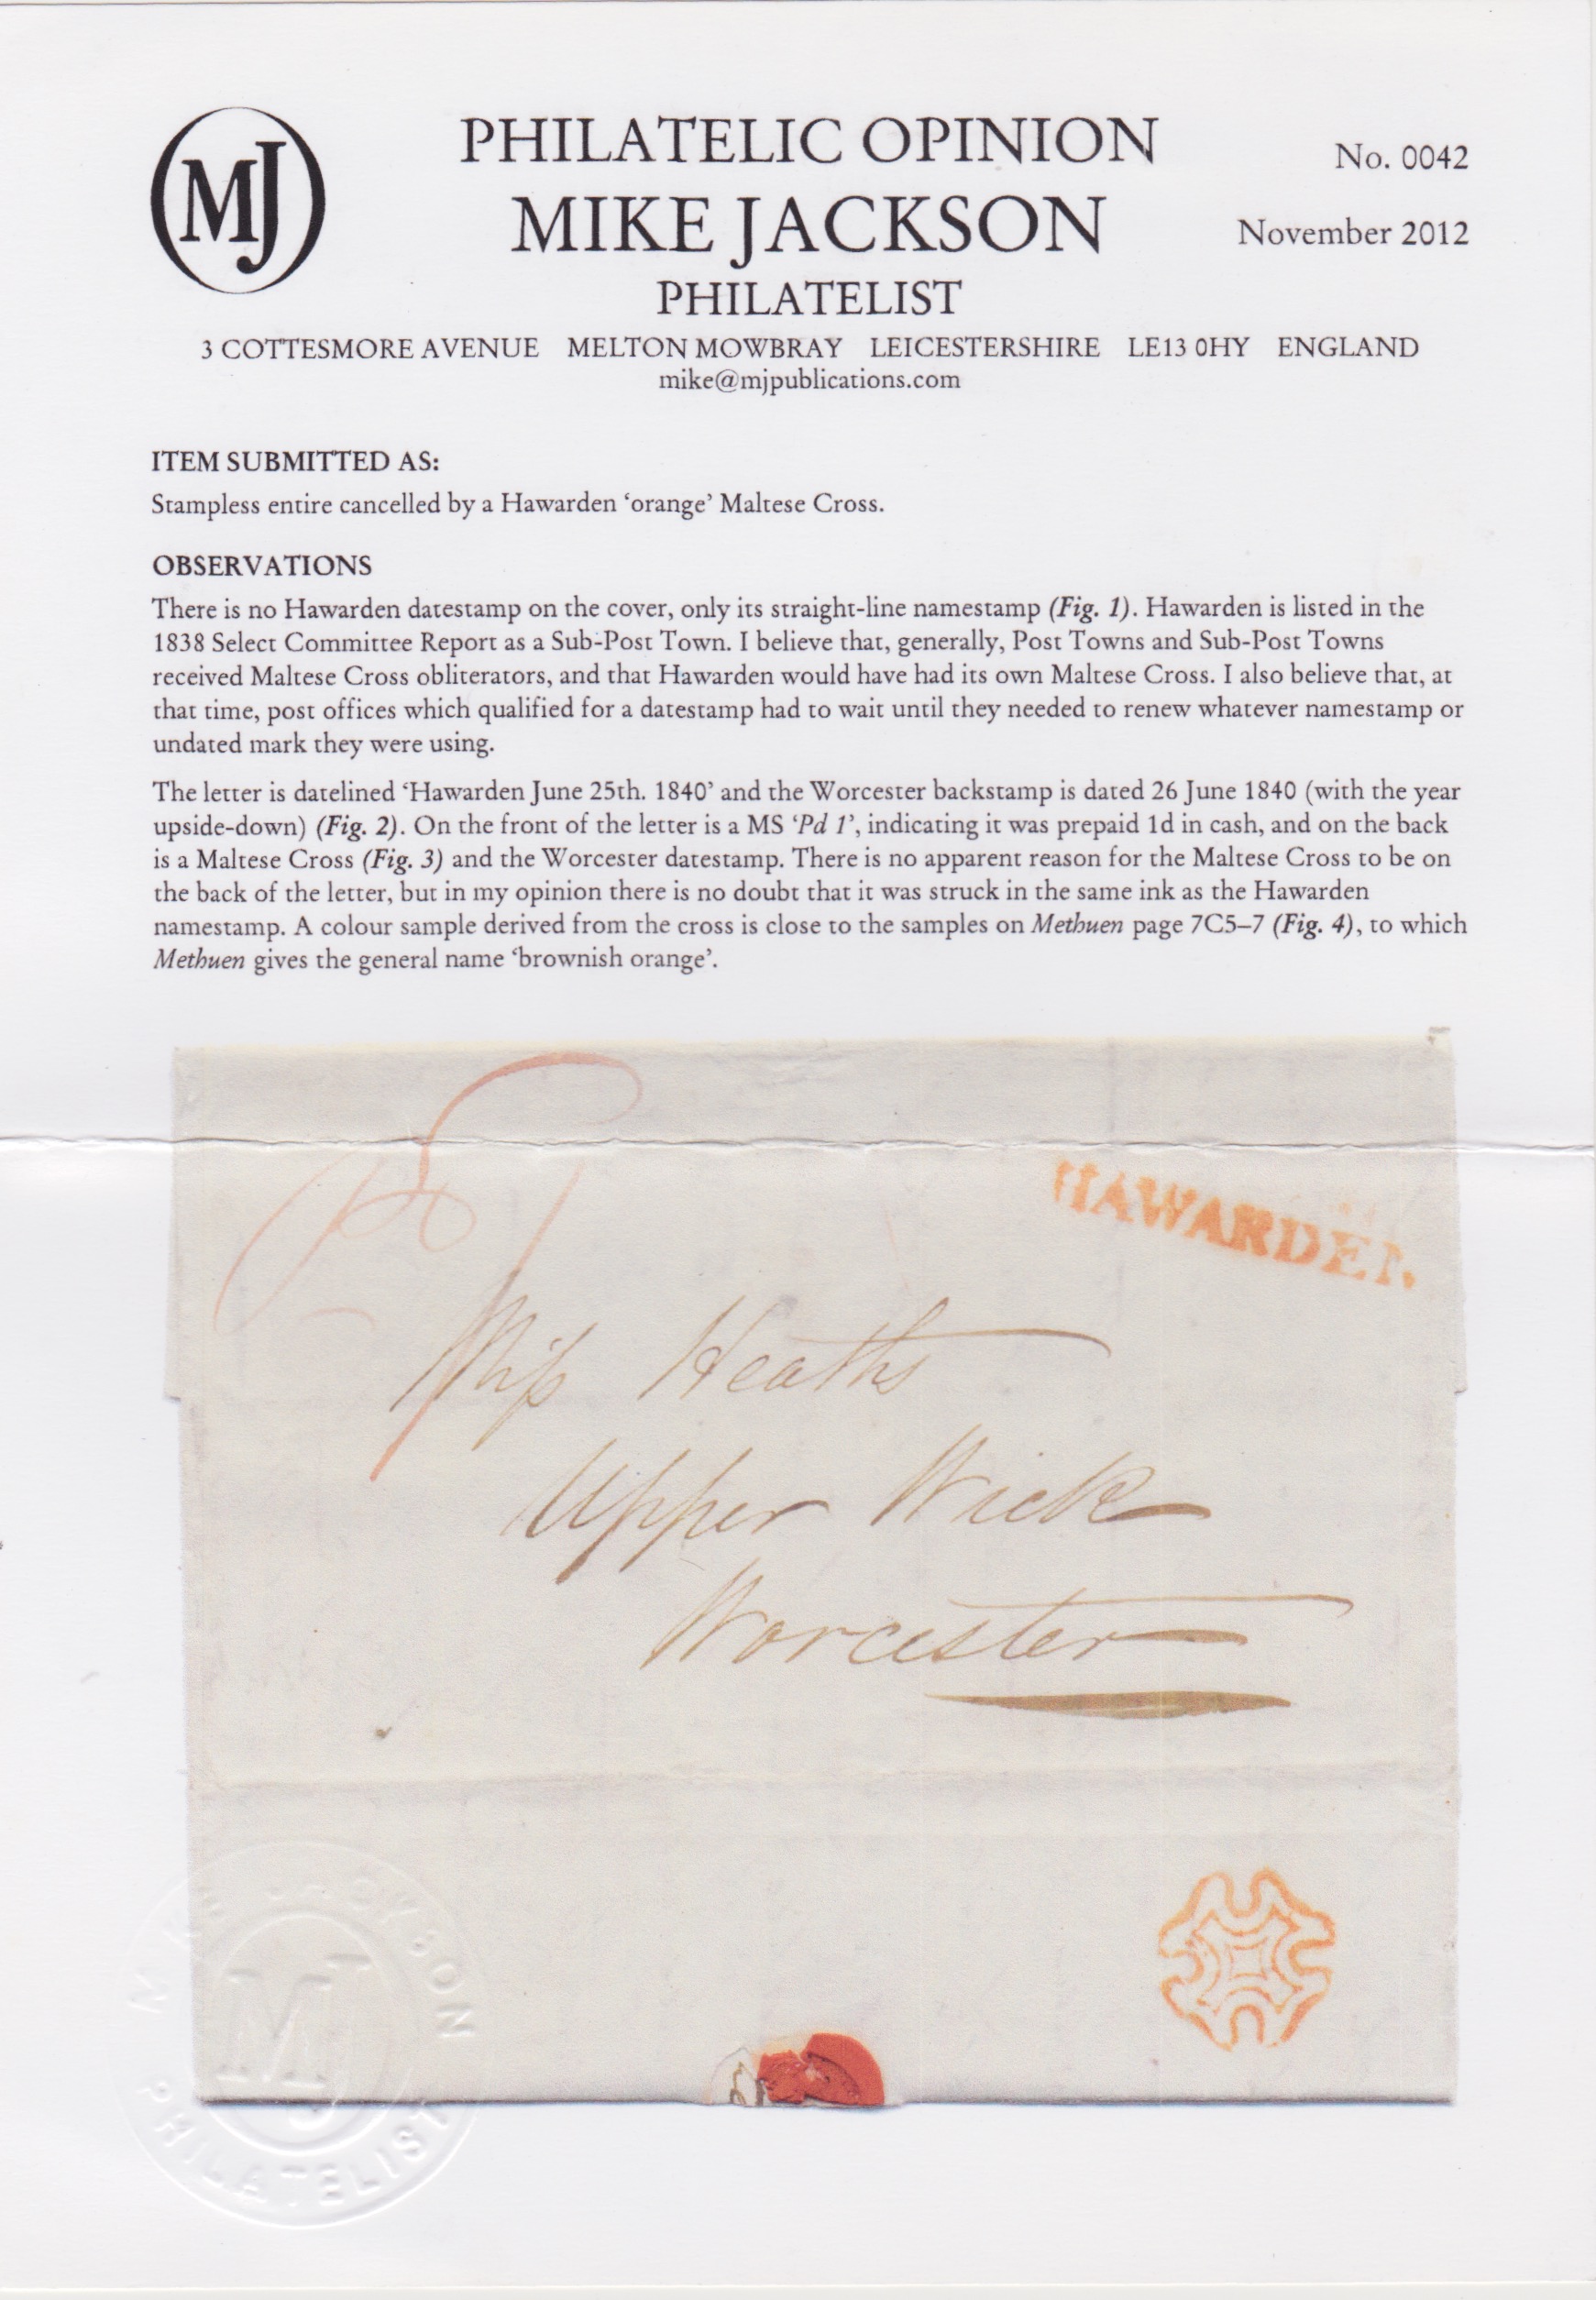 MJ
PHILATELIC OPINION
No. 0042
MIKE JACKSON
November 2012
PHILATELIST
3 COTTESMORE AVENUE MELTON MOWBRAY LEICESTERSHIRE LE13 0HY ENGLAND
mike@mjpublications.com
ITEM SUBMITTED AS:
Stampless entire cancelled by a Hawarden ‘orange’ Maltese Cross.
OBSERVATIONS
There is no Hawarden datestamp on the cover, only its straight-line namestamp (Fig. 1). Hawarden is listed in the
1838 Select Committee Report as a Sub-Post Town. I believe that, generally, Post Towns and Sub-Post Towns
received Maltese Cross obliterators, and that Hawarden would have had its own Maltese Cross. I also believe that, at
that time, post offices which qualified for a datestamp had to wait until they needed to renew whatever namestamp or
undated mark they were using.
The letter is datelined ‘Hawarden June 25th. 1840’ and the Worcester backstamp is dated 26 June 1840 (with the year
upside-down) (Fig. 2). On the front of the letter is a MS ‘Pd 1’, indicating it was prepaid 1d in cash, and on the back
is a Maltese Cross (Fig. 3) and the Worcester datestamp. There is no apparent reason for the Maltese Cross to be on
the back of the letter, but in my opinion there is no doubt that it was struck in the same ink as the Hawarden
namestamp. A colour sample derived from the cross is close to the samples on Methuen page 7C5–7 (Fig. 4), to which
Methuen gives the general name ‘brownish orange’.
Pd 1
HAWARDEN
Miss Heaths
Upper Wick
Worcester
MIKE JACKSON
MJ
PHILATELIST